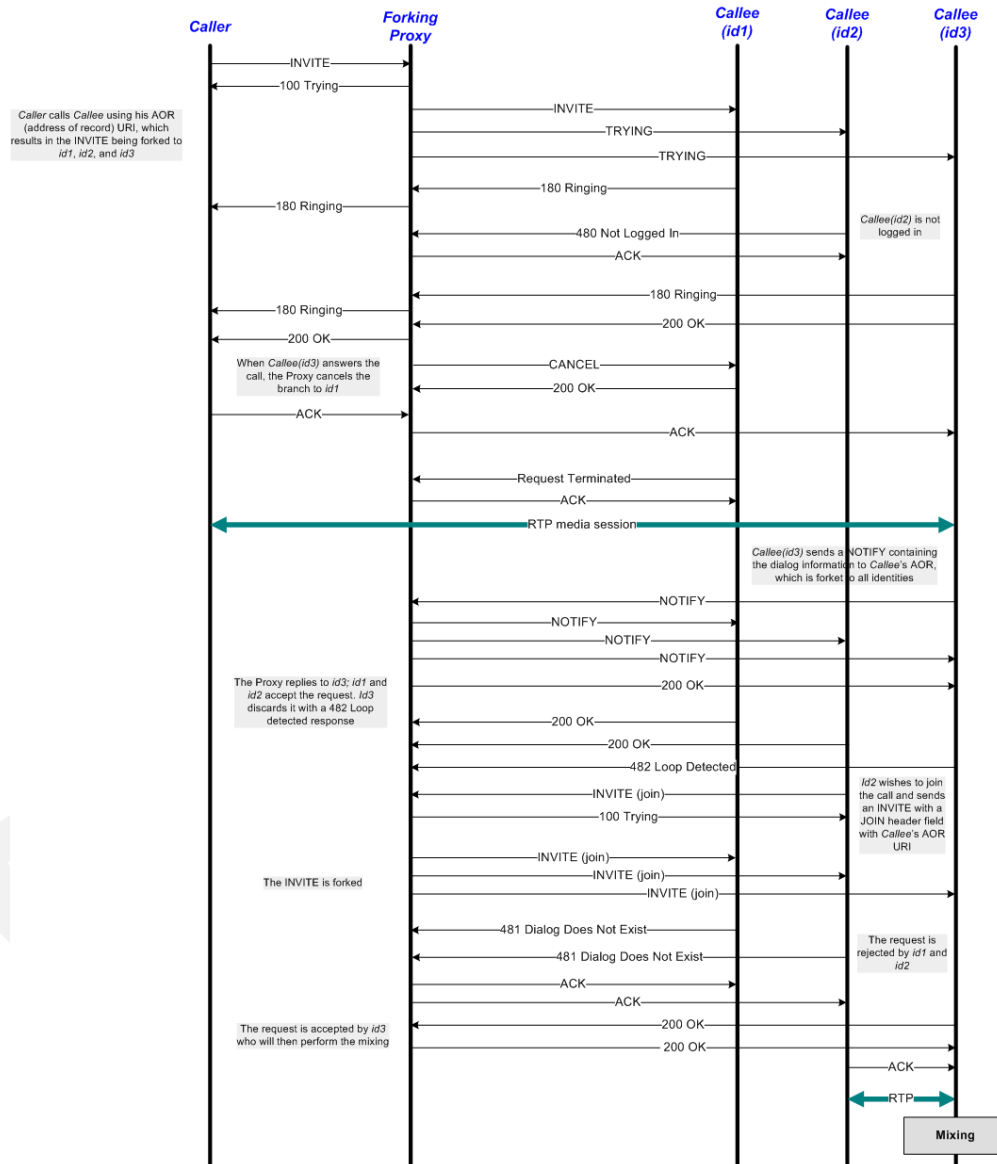 Caller
Forking
Proxy
Callee
(id1)
Callee
(id2)
Callee
(id3)
INVITE
100 Trying
Caller calls Callee using his AOR
(address of record) URI, which
results in the INVITE being forked to
id1, id2, and id3
INVITE
TRYING
TRYING
180 Ringing
180 Ringing
Callee(id2) is not
logged in
480 Not Logged In
ACK
180 Ringing
180 Ringing
200 OK
200 OK
When Callee(id3) answers the
call, the Proxy cancels the
branch to id1
CANCEL
200 OK
ACK
ACK
Request Terminated
ACK
RTP media session
Callee(id3) sends a NOTIFY containing
the dialog information to Callee's AOR,
which is forket to all identities
NOTIFY
NOTIFY
NOTIFY
NOTIFY
The Proxy replies to id3; id1 and
id2 accept the request. Id3
discards it with a 482 Loop
detected response
200 OK
200 OK
200 OK
482 Loop Detected
Id2 wishes to join
the call and sends
an INVITE with a
JOIN header field
with Callee's AOR
URI
INVITE (join)
100 Trying
INVITE (join)
The INVITE is forked
INVITE (join)
INVITE (join)
481 Dialog Does Not Exist
The request is
rejected by id1 and
id2
481 Dialog Does Not Exist
ACK
ACK
The request is accepted by id3
who will then perform the mixing
200 OK
200 OK
ACK
RTP
Mixing